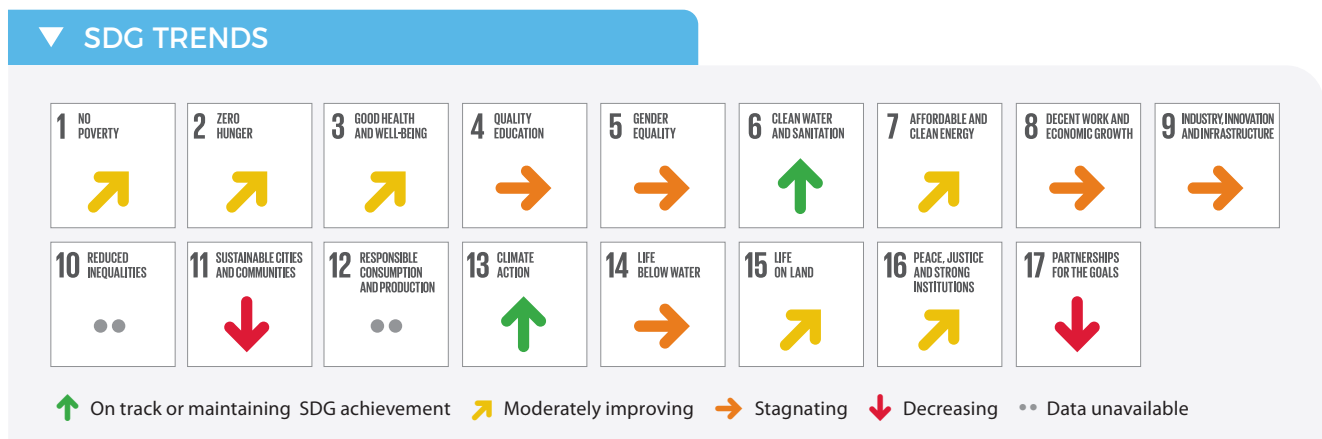 SDG TRENDS
1 NO
POVERTY
2 ZERO
HUNGER
3 GOOD HEALTH
AND WELL-BEING
4 QUALITY
EDUCATION
5 GENDER
EQUALITY
6 CLEAN WATER
AND SANITATION
7 AFFORDABLE AND
CLEAN ENERGY
8 DECENT WORK AND
ECONOMIC GROWTH
9 INDUSTRY, INNOVATION
AND INFRASTRUCTURE
10 REDUCED
INEQUALITIES
11 SUSTAINABLE CITIES
AND COMMUNITIES
12 RESPONSIBLE
CONSUMPTION
AND PRODUCTION
13 CLIMATE
ACTION
14 LIFE
BELOW WATER
15 LIFE
ON LAND
16 PEACE, JUSTICE
AND STRONG
INSTITUTIONS
17 PARTNERSHIPS
FOR THE GOALS
On track or maintaining SDG achievement
Moderately improving
Stagnating
Decreasing
Data unavailable